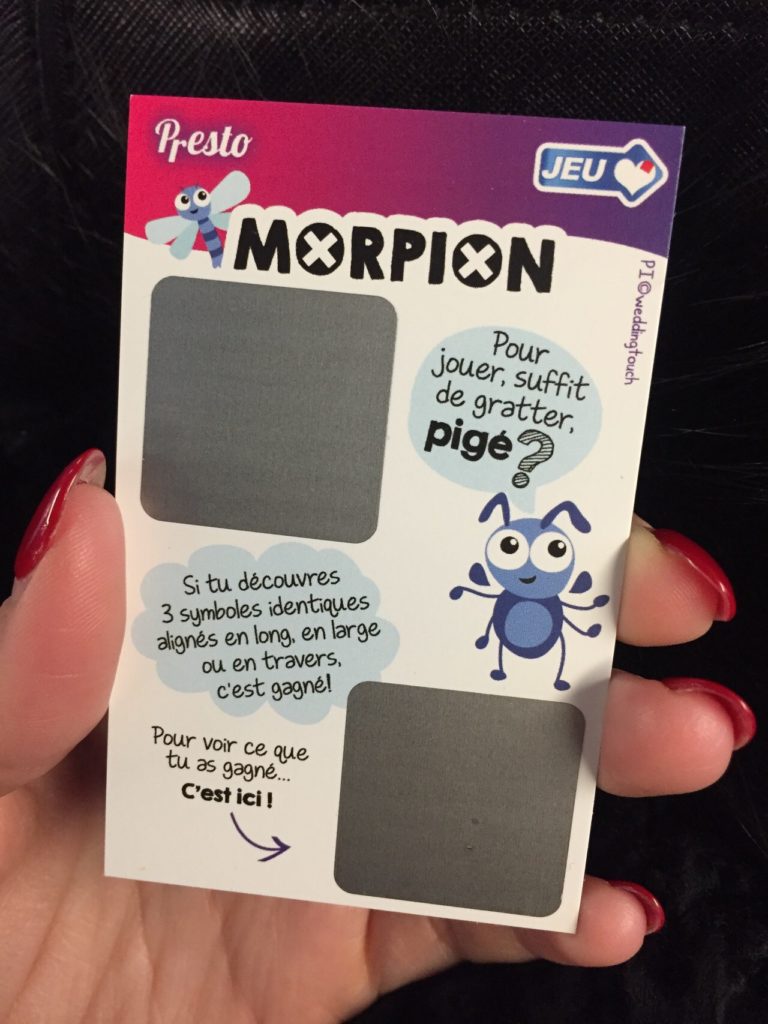 Presto
JEU
MORPION
PI©weddingtouch
Pour
jouer, suffit
de gratter,
pigé?
Si tu découvres
3 symboles identiques
alignés en long, en large
ou en travers,
c'est gagné!
Pour voir ce que
tu as gagné...
C'est ici !